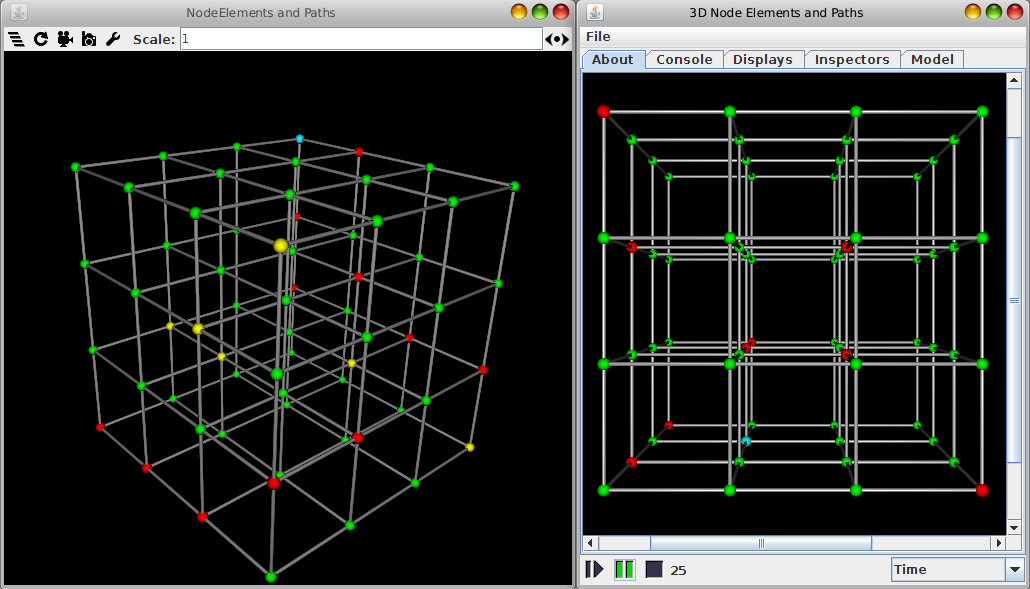 NodeElements and Paths
Scale: 1
3D Node Elements and Paths
File
About Console Displays Inspectors Model
25
Time